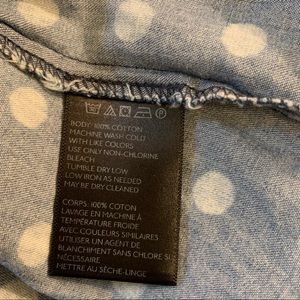 BODY: 100% COTTON
MACHINE WASH COLD
WITH LIKE COLORS
USE ONLY NON-CHLORINE
BLEACH
TUMBLE DRY LOW
LOW IRON AS NEEDED
MAY BE DRY CLEANED
CORPS: 100% COTON
LAVAGE EN MACHINE À
TEMPÉRATURE FROIDE
AVEC COULEURS SIMILAIRES
UTILISER UN AGENT DE
BLANCHIMENT SANS CHLORE SI
NÉCESSAIRE
METTRE AU SÈCHE-LINGE